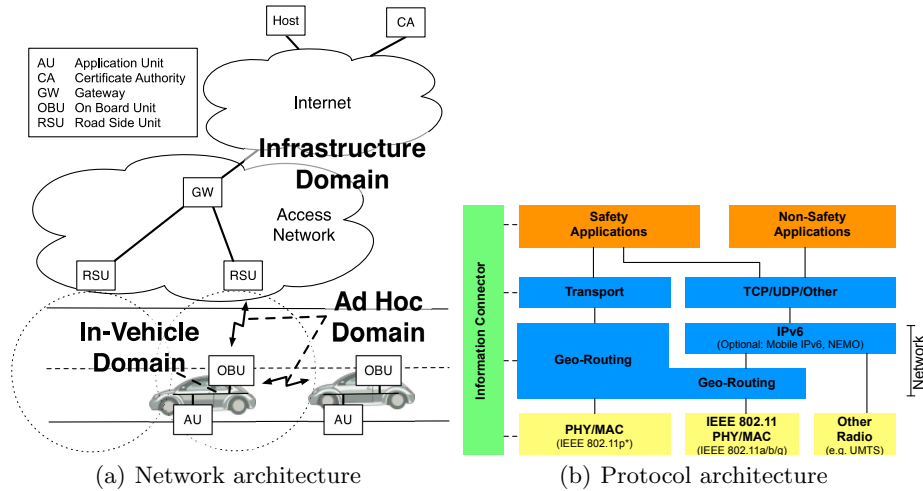 Host
CA
AU Application Unit
CA Certificate Authority
GW Gateway
OBU On Board Unit
RSU Road Side Unit
Internet
Infrastructure
Domain
GW
Access
Network
RSU
RSU
Ad Hoc
Domain
In-Vehicle
Domain
OBU
OBU
AU
AU
(a) Network architecture
Information Connector
Safety
Applications
Non-Safety
Applications
Transport
TCP/UDP/Other
IPv6
(Optional: Mobile IPv6, NEMO)
Geo-Routing
Geo-Routing
Network
PHY/MAC
(IEEE 802.11p*)
IEEE 802.11
PHY/MAC
(IEEE 802.11a/b/g)
Other
Radio
(e.g. UMTS)
(b) Protocol architecture